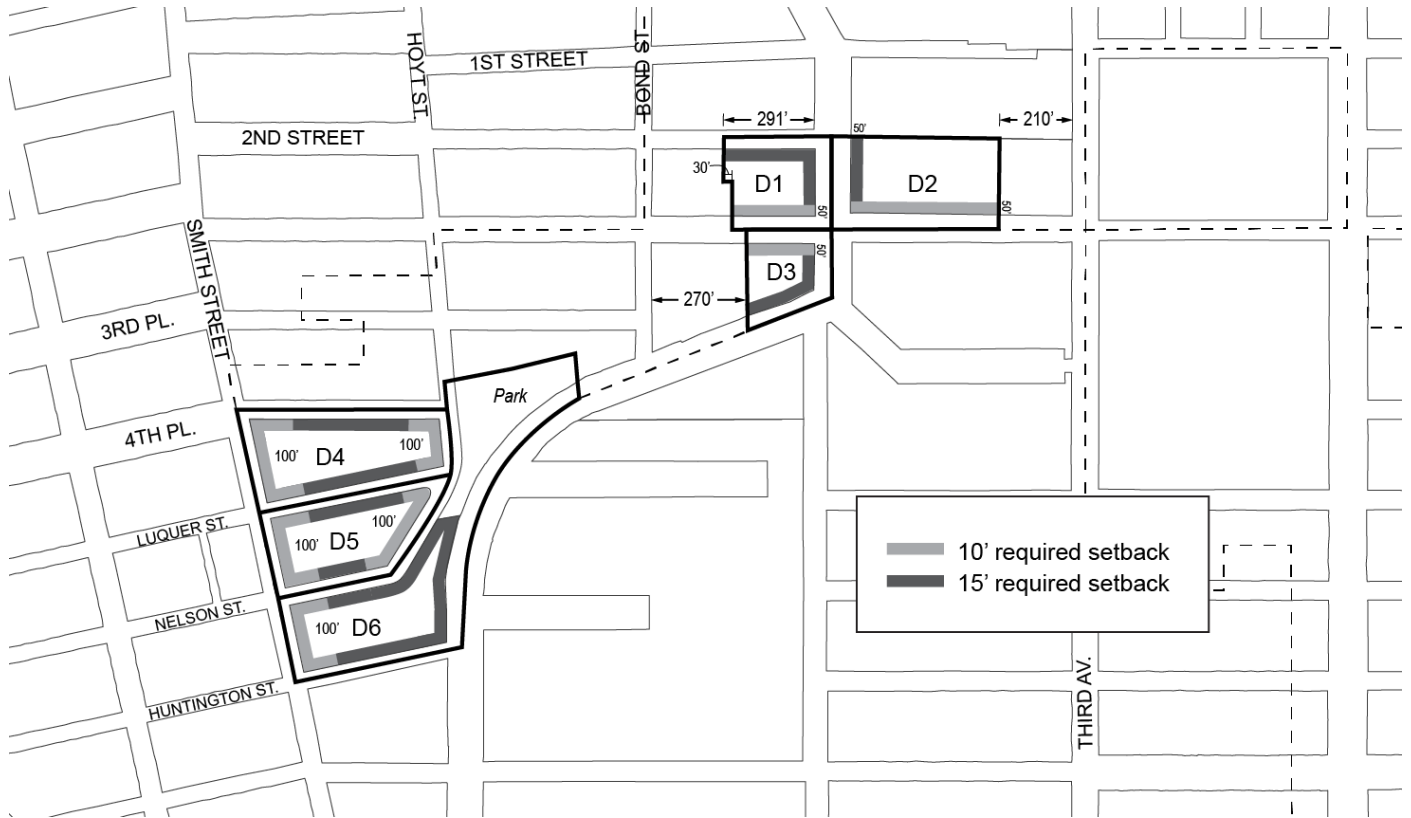 HOYT ST.
BOND ST
1ST STREET
2ND STREET
291’
210’
50’
30’
D1
D2
50’
50’
50’
D3
SMITH STREET
270’
3RD PL.
Park
4TH PL.
100’
D4
100’
LUQUER ST.
100’
D5
100’
10’ required setback
15’ required setback
NELSON ST.
100’
D6
HUNTINGTON ST.
THIRD AV.